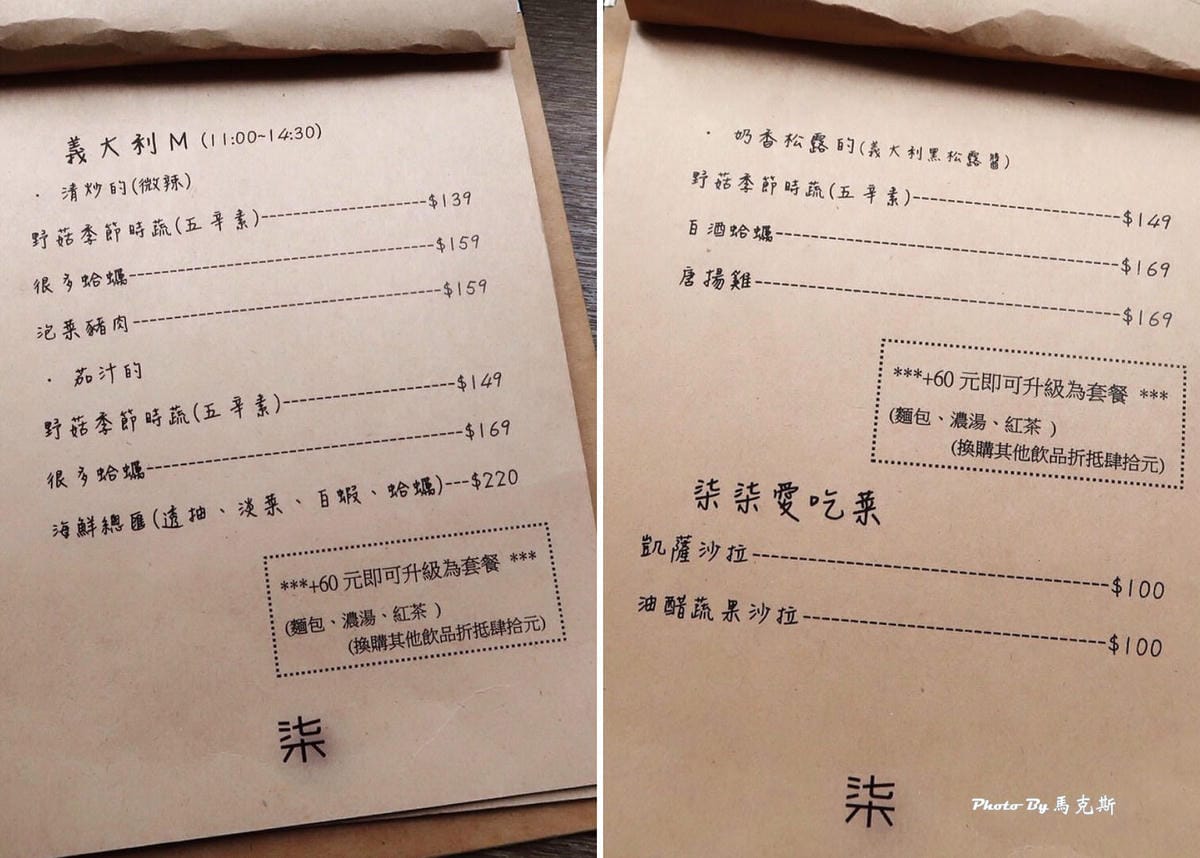 義大利M(11:00~14:30)
· 清炒的(微辣)
野菇季節時蔬(五辛素)--------------------$139
很多蛤蠣-------------------------------------$159
泡菜豬肉-------------------------------------$159
· 茄汁的
野菇季節時蔬(五辛素)--------------------$149
很多蛤蠣--------------------------------------$169
海鮮總匯(透抽、淡菜、白蝦、蛤蠣)---$220
***+60 元即可升級為套餐 ***
(麵包、濃湯、紅茶 )
(換購其他飲品折抵肆拾元)
柒
· 奶香松露的(義大利黑松露醬)
野菇季節時蔬(五辛素)-----------------------$149
白酒蛤蠣---------------------------------------$169
唐揚雞------------------------------------------$169
***+60 元即可升級為套餐 ***
(麵包、濃湯、紅茶 )
(換購其他飲品折抵肆拾元)
柒柒愛吃菜
凱薩沙拉------------------------------------------$100
油醋蔬果沙拉-----------------------------------$100
柒
Photo By 馬克斯